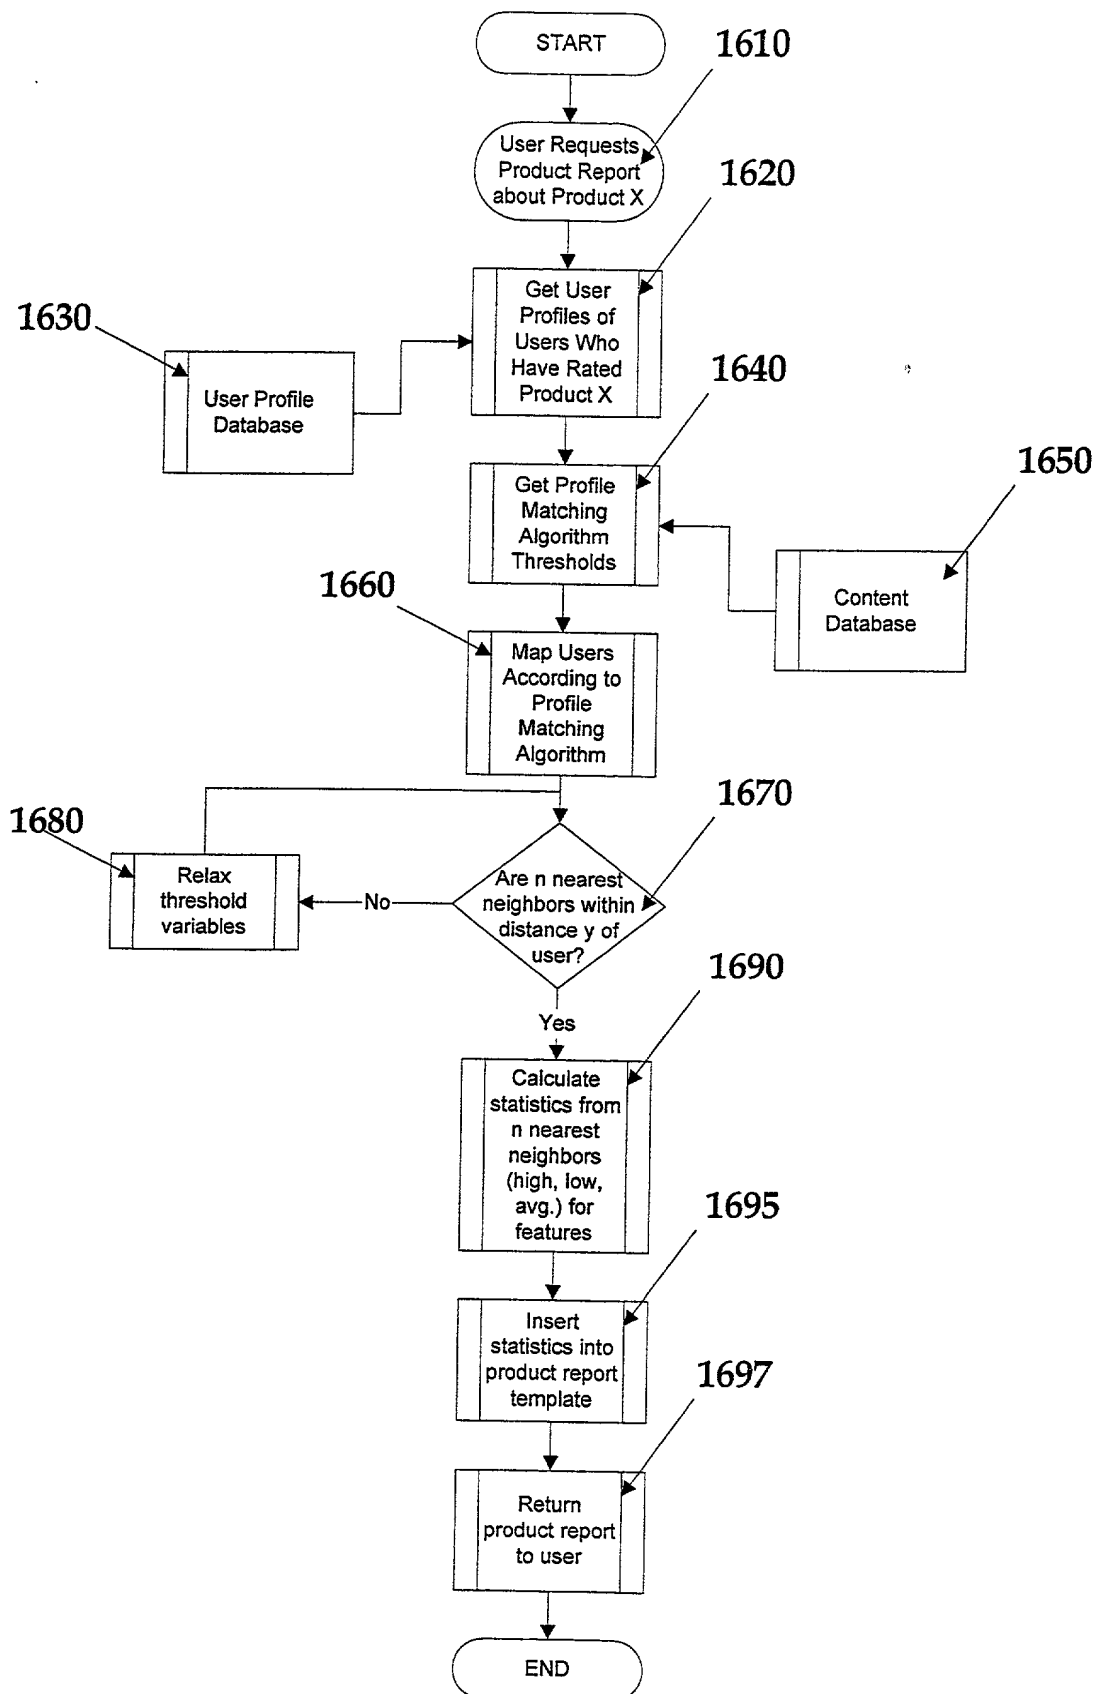 START
1610
User Requests
Product Report
about Product X
1620
Get User
Profiles of
Users Who
Have Rated
Product X
1630
User Profile
Database
1640
Get Profile
Matching
Algorithm
Thresholds
1650
Content
Database
1660
Map Users
According to
Profile
Matching
Algorithm
1670
Are n nearest
neighbors within
distance y of
user?
1680
Relax
threshold
variables
No
Yes
1690
Calculate
statistics from
n nearest
neighbors
(high, low,
avg.) for
features
1695
Insert
statistics into
product report
template
1697
Return
product report
to user
END